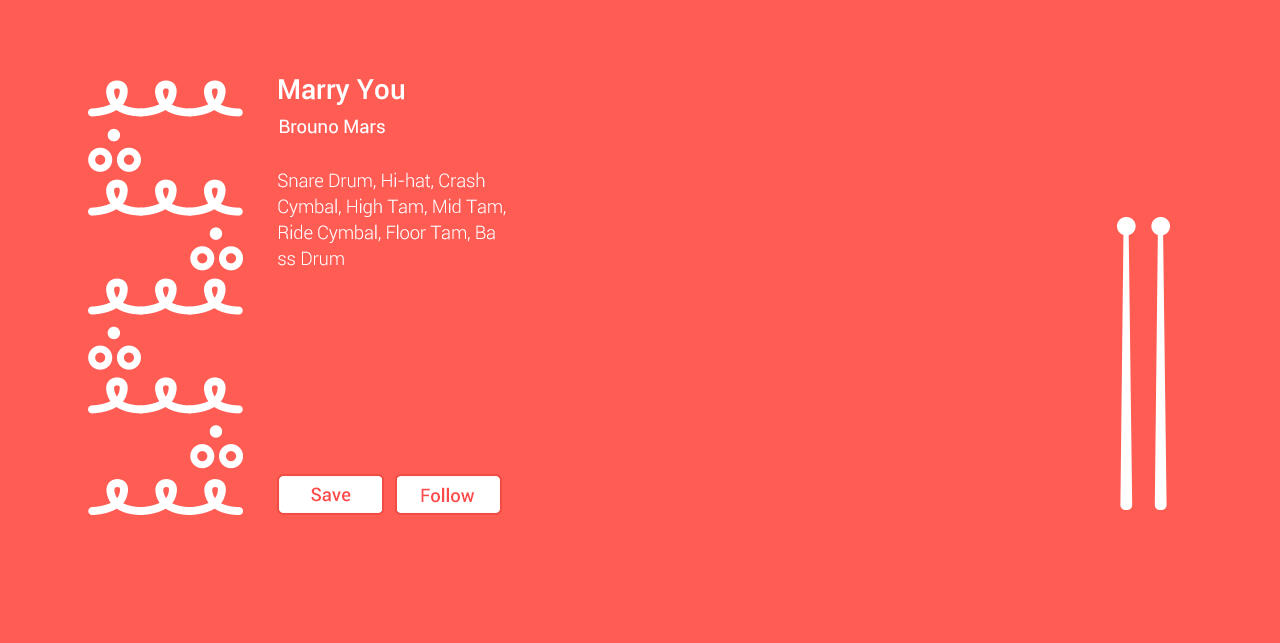 Marry You
Brouno Mars
Snare Drum, Hi-hat, Crash
Cymbal, High Tam, Mid Tam,
Ride Cymbal, Floor Tam, Ba
ss Drum
Save
Follow